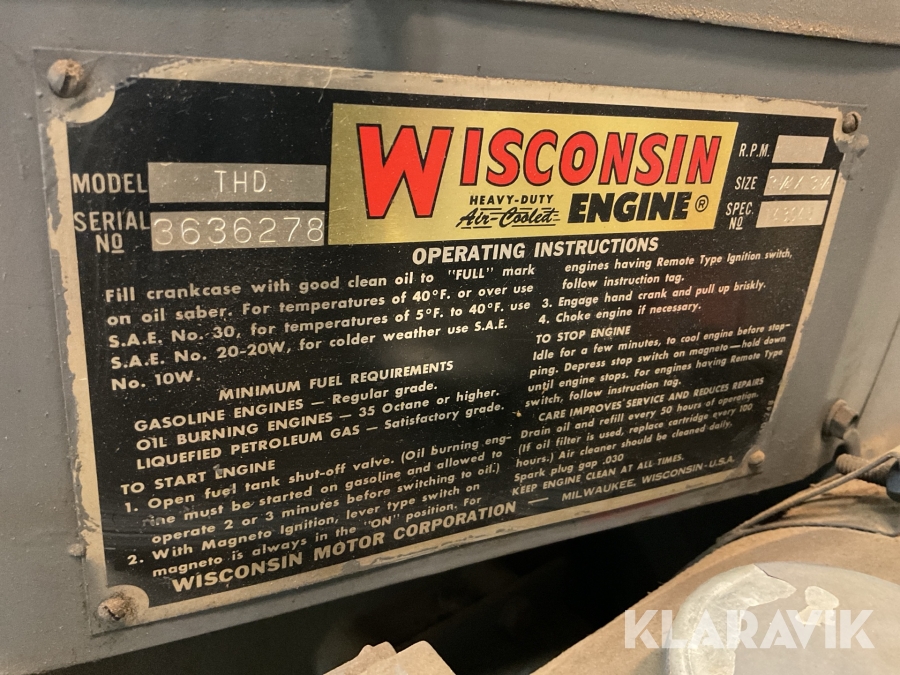 MODEL THD.
SERIAL
Nº 3636278
WISCONSIN
HEAVY-DUTY
Air-Cooled ENGINE ®
R.P.M.
SIZE
SPEC.
Nº
OPERATING INSTRUCTIONS
Fill crankcase with good clean oil to "FULL" mark
on oil saber. For temperatures of 40°F. or over use
S.A.E. No. 30, for temperatures of 5°F. to 40°F. use
S.A.E. No. 20-20W, for colder weather use S.A.E.
No. 10W.
MINIMUM FUEL REQUIREMENTS
GASOLINE ENGINES — Regular grade.
OIL BURNING ENGINES — 35 Octane or higher.
LIQUEFIED PETROLEUM GAS — Satisfactory grade.
TO START ENGINE
1. Open fuel tank shut-off valve. (Oil burning eng-
ine must be started on gasoline and allowed to
operate 2 or 3 minutes before switching to oil.)
2. With Magneto Ignition, lever type switch on
magneto is always in the "ON" position. For
engines having Remote Type Ignition switch,
follow instruction tag.
3. Engage hand crank and pull up briskly.
4. Choke engine if necessary.
TO STOP ENGINE
Idle for a few minutes, to cool engine before stop-
ping. Depress stop switch on magneto—hold down
until engine stops. For engines having Remote Type
switch, follow instruction tag.
CARE IMPROVES SERVICE AND REDUCES REPAIRS
Drain oil and refill every 50 hours of operation.
(If oil filter is used, replace cartridge every 100
hours.) Air cleaner should be cleaned daily.
Spark plug gap .030
KEEP ENGINE CLEAN AT ALL TIMES.
WISCONSIN MOTOR CORPORATION — MILWAUKEE, WISCONSIN-U.S.A.
KLARAVIK